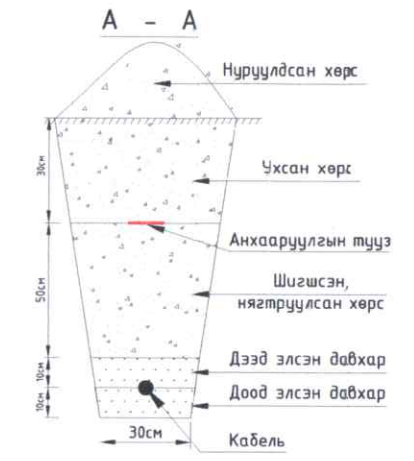 А - А
Нуруулдсан хөрс
Ухсан хөрс
Анхааруулгын тууз
Шигшсэн,
нягтруулсан хөрс
Дээд элсэн давхар
Доод элсэн давхар
Кабель
30см
50см
10см
10см
30см